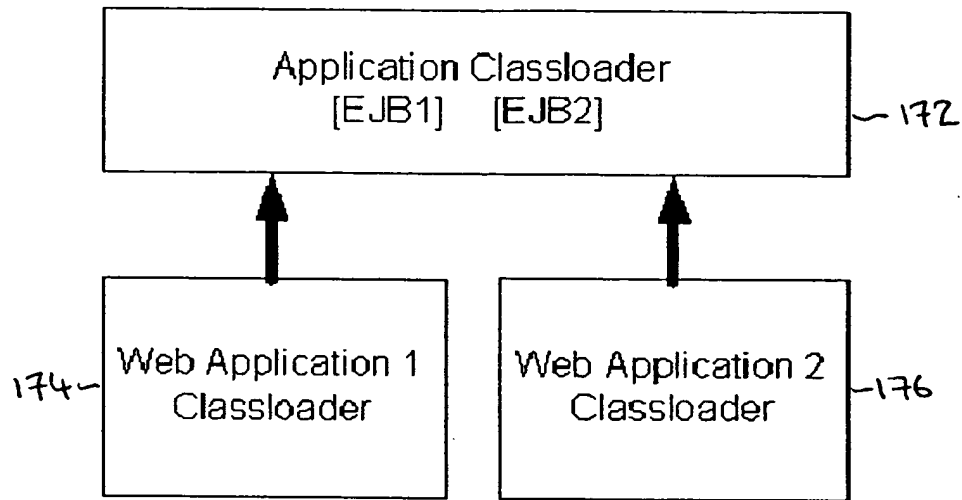 Application Classloader
[EJB1] [EJB2]
172
Web Application 1
Classloader
174
Web Application 2
Classloader
176